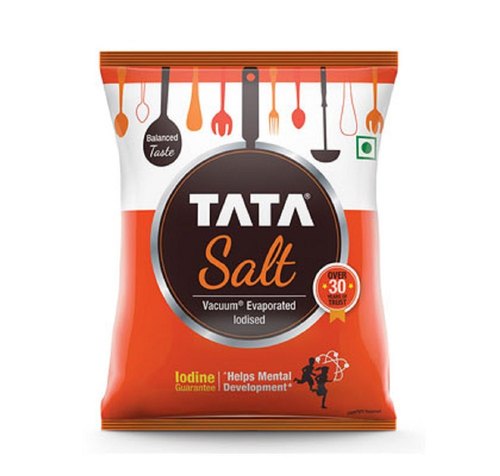 Balanced
Taste
TATA®
Salt
Vacuum® Evaporated
Iodised
OVER
30
YEARS OF
TRUST
Iodine
Guarantee
*Helps Mental
Development*